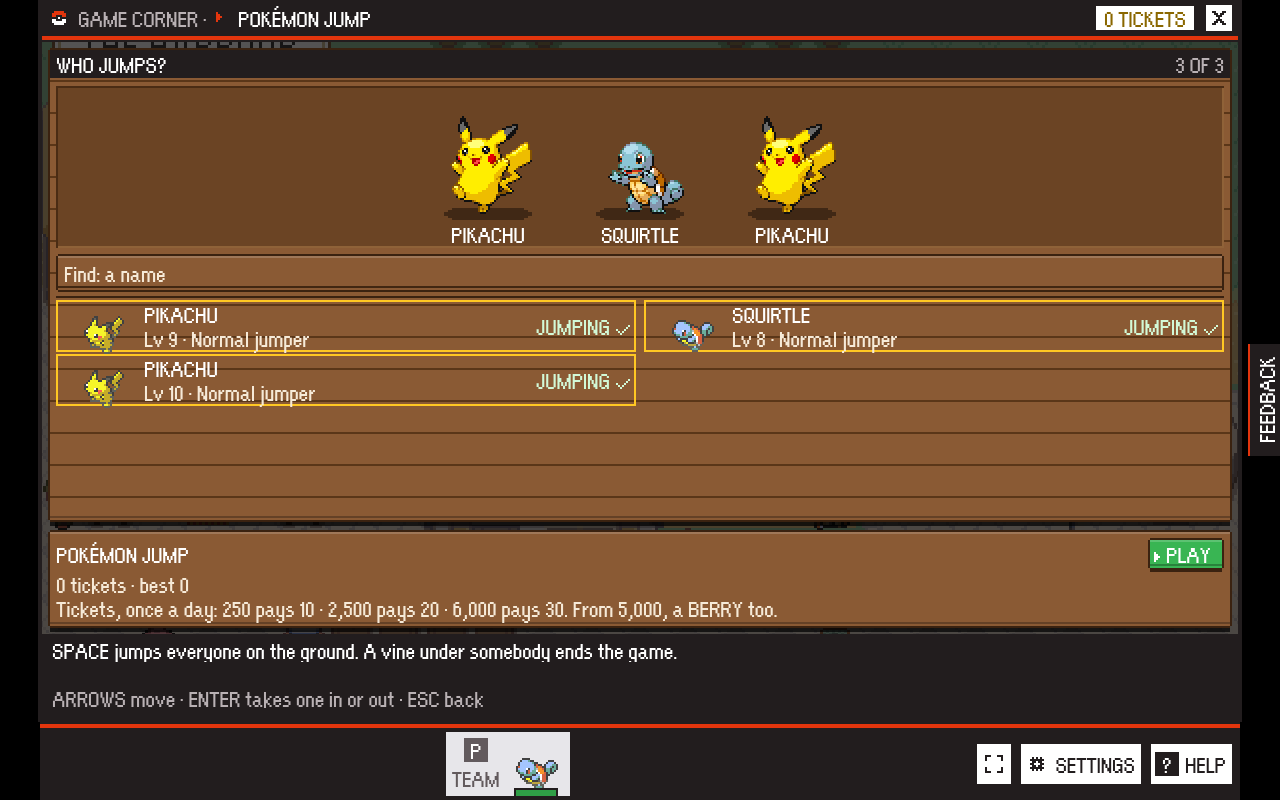 GAME CORNER · POKÉMON JUMP
0 TICKETS X
WHO JUMPS?
3 OF 3
PIKACHU SQUIRTLE PIKACHU
Find: a name
PIKACHU
Lv 9 · Normal jumper
JUMPING ✓
SQUIRTLE
Lv 8 · Normal jumper
JUMPING ✓
PIKACHU
Lv 10 · Normal jumper
JUMPING ✓
FEEDBACK
POKÉMON JUMP
PLAY
0 tickets · best 0
Tickets, once a day: 250 pays 10 · 2,500 pays 20 · 6,000 pays 30. From 5,000, a BERRY too.
SPACE jumps everyone on the ground. A vine under somebody ends the game.
ARROWS move · ENTER takes one in or out · ESC back
P
TEAM
SETTINGS
? HELP